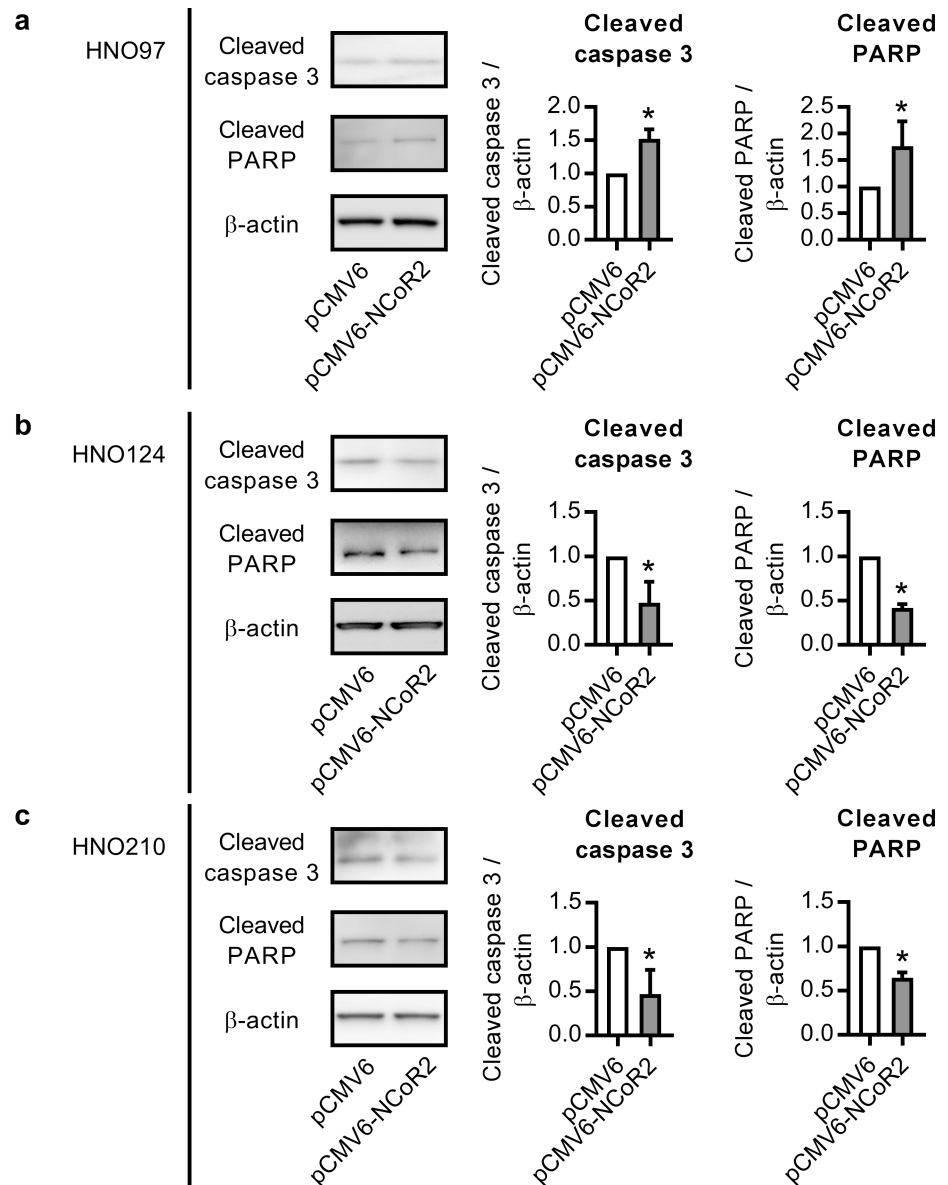 a
HNO97
Cleaved
caspase 3
Cleaved
PARP
β-actin
pCMV6
pCMV6-NCoR2
Cleaved
caspase 3
Cleaved caspase 3 /
β-actin
2.0
1.5
1.0
0.5
0.0
*
pCMV6
pCMV6-NCoR2
Cleaved
PARP
Cleaved PARP /
β-actin
2.5
2.0
1.5
1.0
0.5
0.0
*
pCMV6
pCMV6-NCoR2
b
HNO124
Cleaved
caspase 3
Cleaved
PARP
β-actin
pCMV6
pCMV6-NCoR2
Cleaved
caspase 3
Cleaved caspase 3 /
β-actin
1.5
1.0
0.5
0.0
*
pCMV6
pCMV6-NCoR2
Cleaved
PARP
Cleaved PARP /
β-actin
1.5
1.0
0.5
0.0
*
pCMV6
pCMV6-NCoR2
c
HNO210
Cleaved
caspase 3
Cleaved
PARP
β-actin
pCMV6
pCMV6-NCoR2
Cleaved
caspase 3
Cleaved caspase 3 /
β-actin
1.5
1.0
0.5
0.0
*
pCMV6
pCMV6-NCoR2
Cleaved
PARP
Cleaved PARP /
β-actin
1.5
1.0
0.5
0.0
*
pCMV6
pCMV6-NCoR2